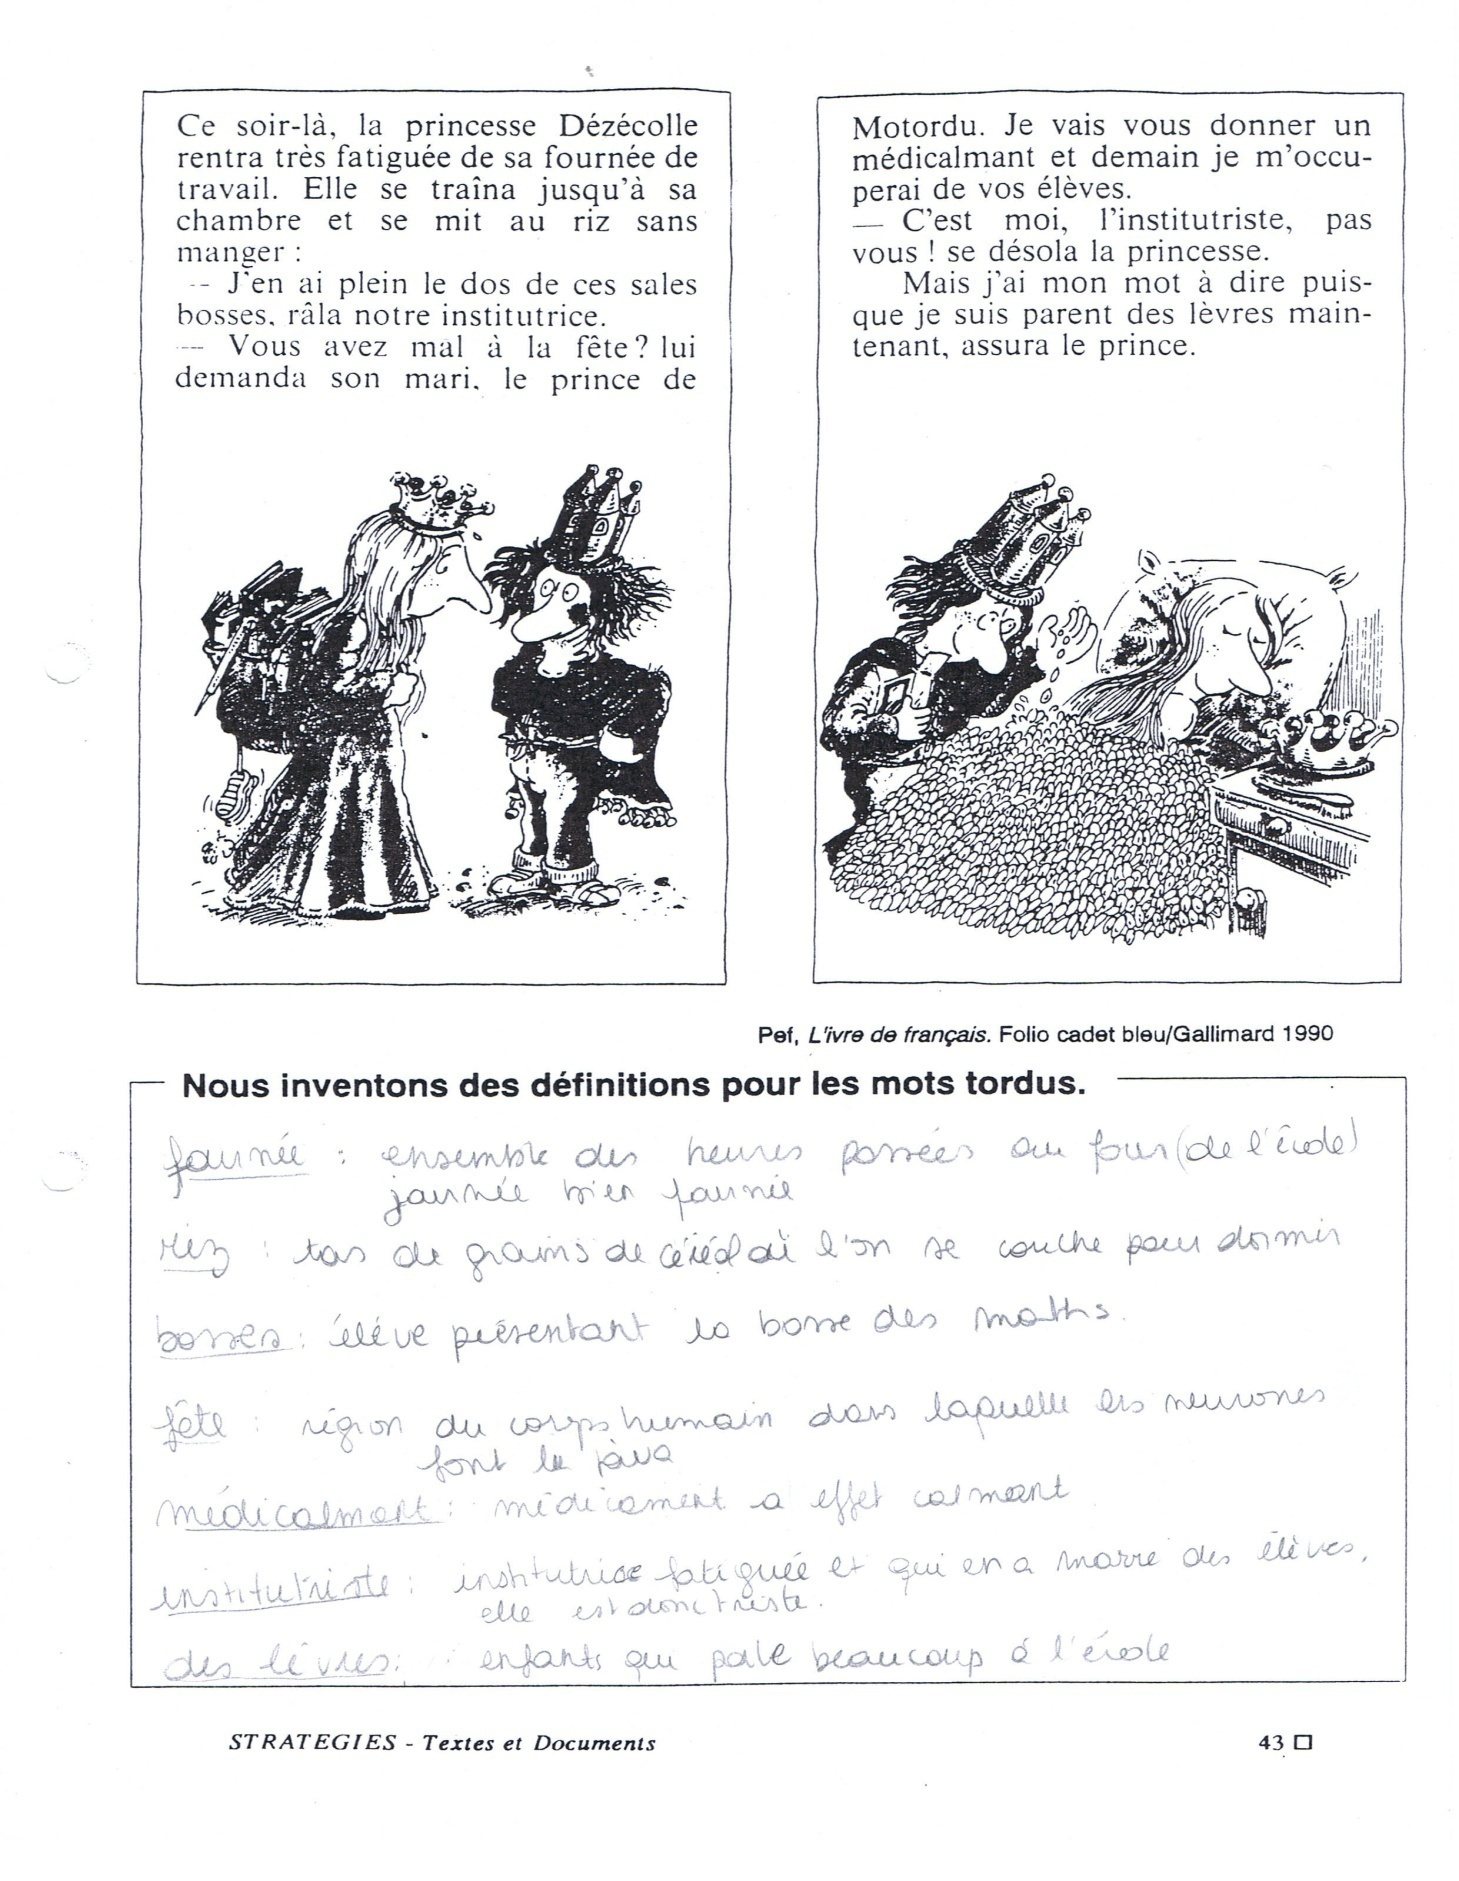 Ce soir-là, la princesse Dézécolle
rentra très fatiguée de sa fournée de
travail. Elle se traîna jusqu'à sa
chambre et se mit au riz sans
manger :
-- J'en ai plein le dos de ces sales
bosses, râla notre institutrice.
— Vous avez mal à la fête ? lui
demanda son mari, le prince de
Motordu. Je vais vous donner un
médicalmant et demain je m'occu-
perai de vos élèves.
— C'est moi, l'institutriste, pas
vous ! se désola la princesse.
Mais j'ai mon mot à dire puis-
que je suis parent des lèvres main-
tenant, assura le prince.
Pef, L'ivre de français. Folio cadet bleu/Gallimard 1990
Nous inventons des définitions pour les mots tordus.
fournée : ensemble des heures passées au four (de l'école)
journée bien fournie
riz : tas de grains de céréal où l'on se couche pour dormir
bosses : élève présentant la bosse des maths.
fête : région du corps humain dans laquelle les neurones
font la java
médicalmant : médicament a effet calmant
institutriste : institutrice fatiguée et qui en a marre des élèves,
elle est donc triste.
des lèvres : enfants qui parle beaucoup à l'école
STRATEGIES - Textes et Documents
43 □